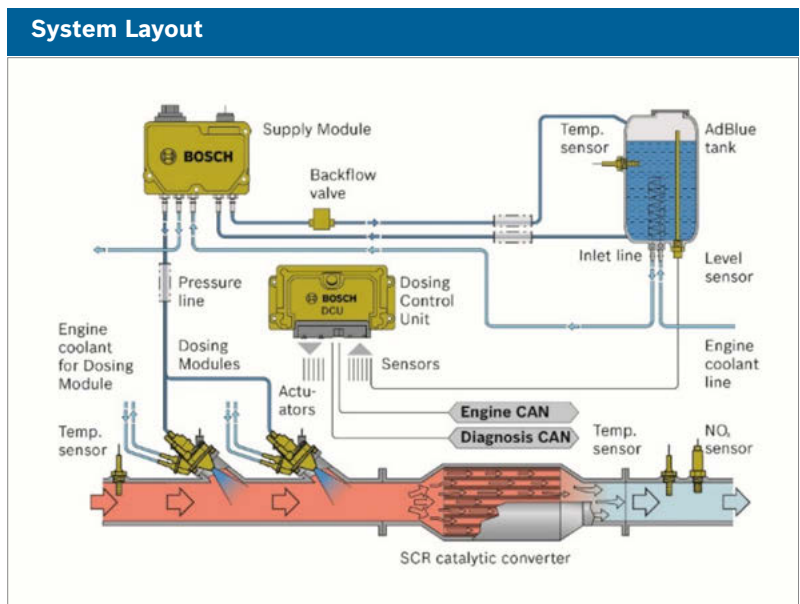 System Layout
Supply Module
BOSCH
Backflow
valve
Temp.
sensor
AdBlue
tank
Inlet line
Level
sensor
Pressure
line
BOSCH
DCU
Dosing
Control
Unit
Engine
coolant
for Dosing
Module
Dosing
Modules
Actu-
ators
Sensors
Engine
coolant
line
Engine CAN
Diagnosis CAN
Temp.
sensor
Temp.
sensor
NOₓ
sensor
SCR catalytic converter